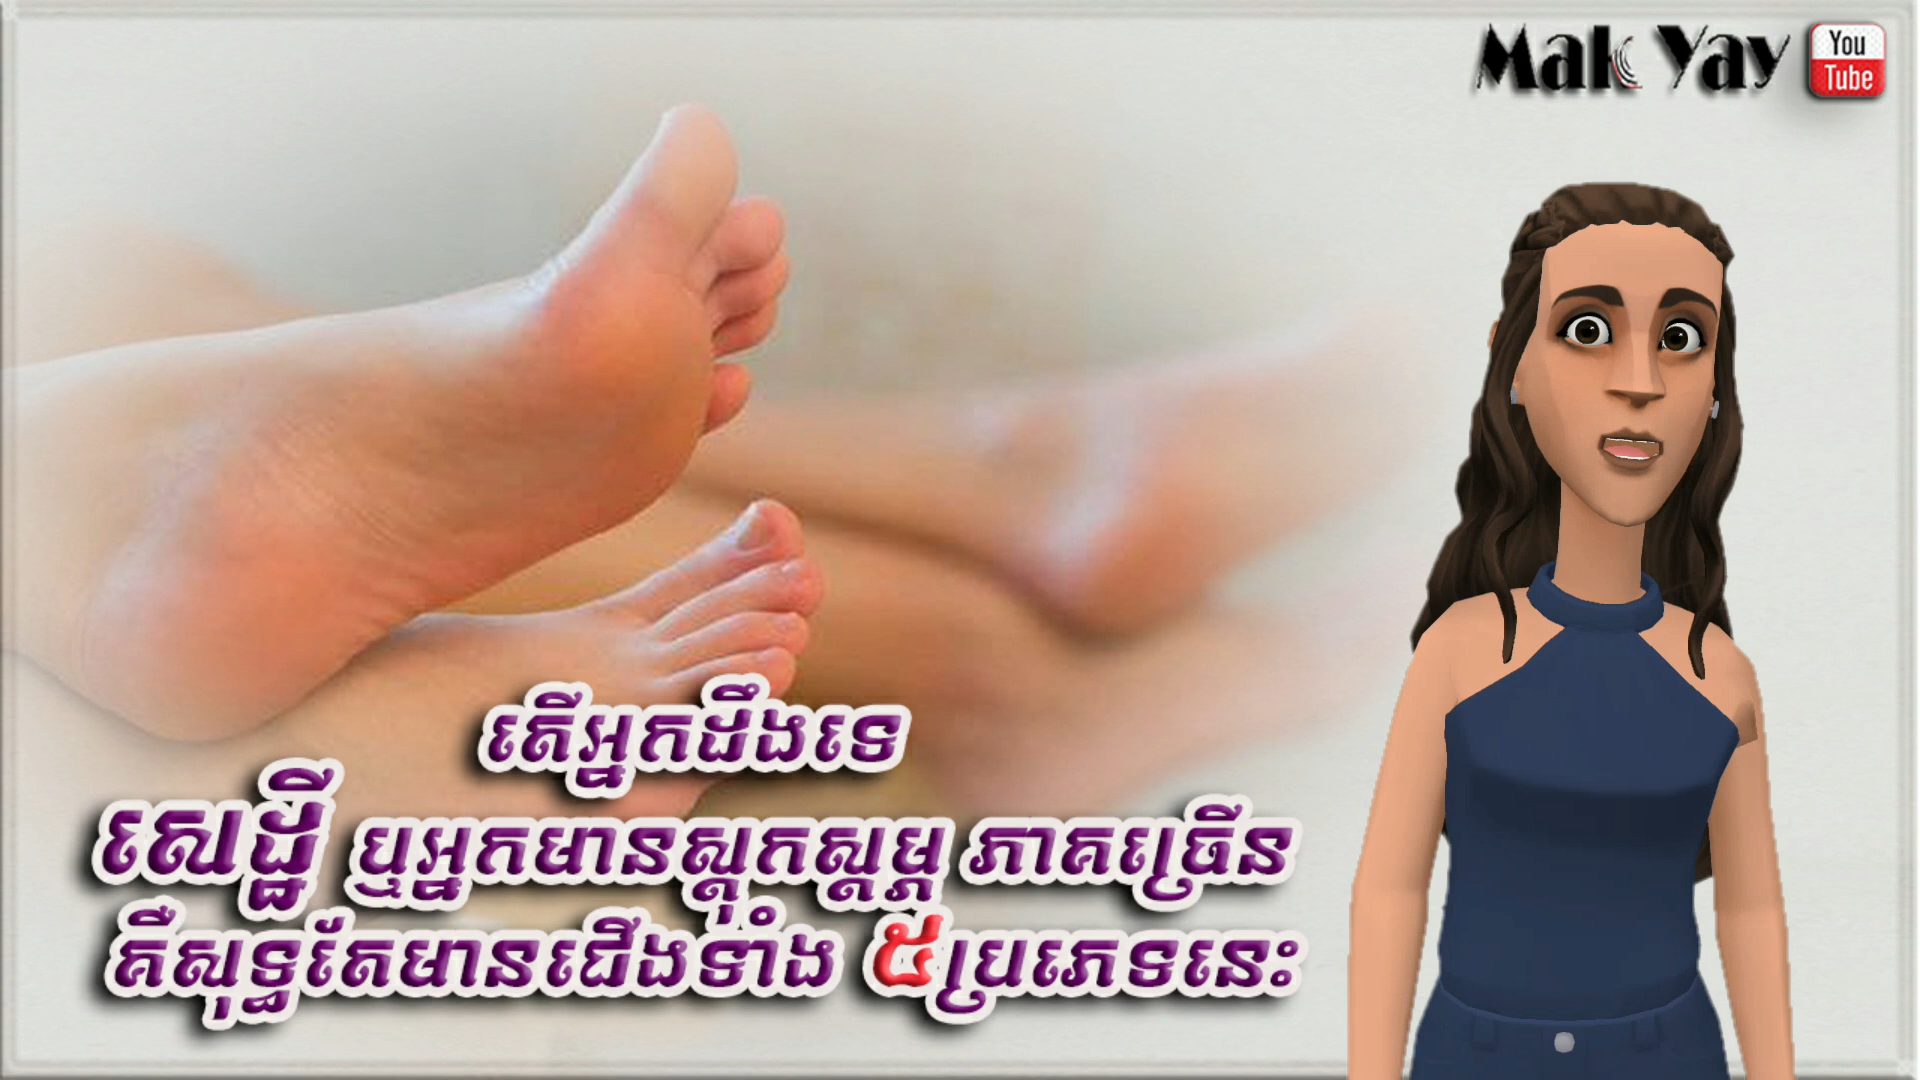 Mak Yay
You
Tube
តើអ្នកដឹងទេ
សេដ្ឋី ឬអ្នកមានស្តុកស្តម្ភ ភាគច្រើន
គឺសុទ្ធតែមានជើងទាំង ៥ប្រភេទនេះ